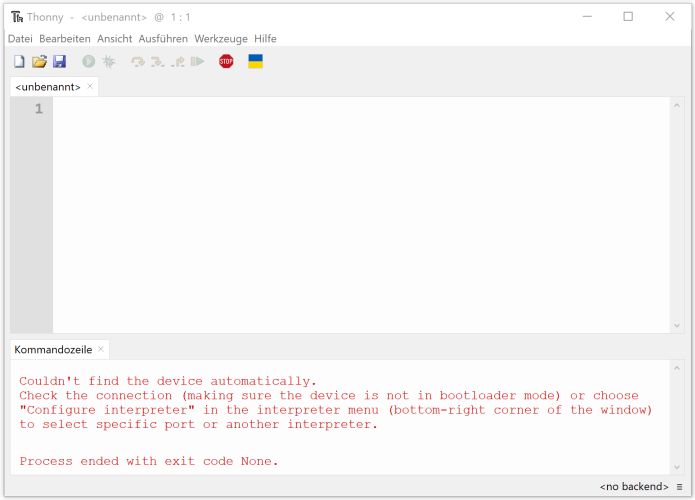 Thonny - <unbenannt> @ 1 : 1
Datei Bearbeiten Ansicht Ausführen Werkzeuge Hilfe
STOP
<unbenannt> ×
1
Kommandozeile ×
Couldn't find the device automatically.
Check the connection (making sure the device is not in bootloader mode) or choose
"Configure interpreter" in the interpreter menu (bottom-right corner of the window)
to select specific port or another interpreter.
Process ended with exit code None.
<no backend> ≡